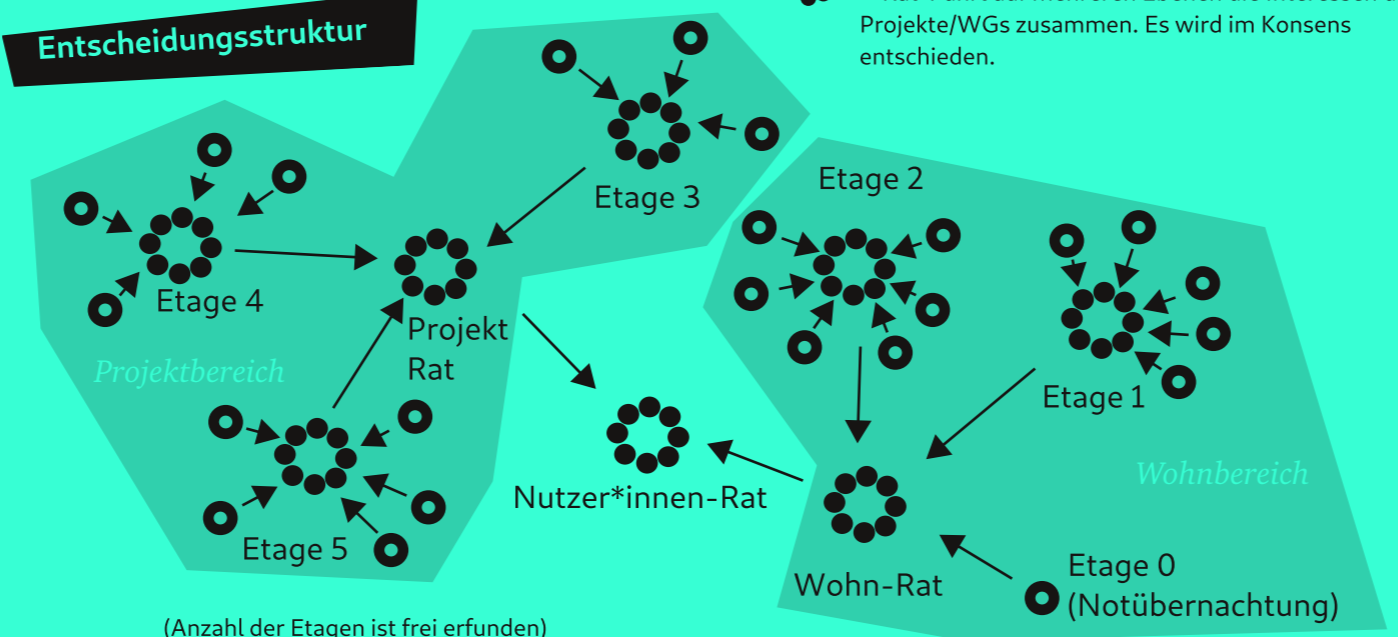 Entscheidungsstruktur
Projekte/WGs zusammen. Es wird im Konsens
entschieden.
Etage 3
Etage 2
Etage 4
Projekt
Rat
Projektbereich
Etage 1
Wohnbereich
Nutzer*innen-Rat
Etage 5
Wohn-Rat
Etage 0
(Notübernachtung)
(Anzahl der Etagen ist frei erfunden)